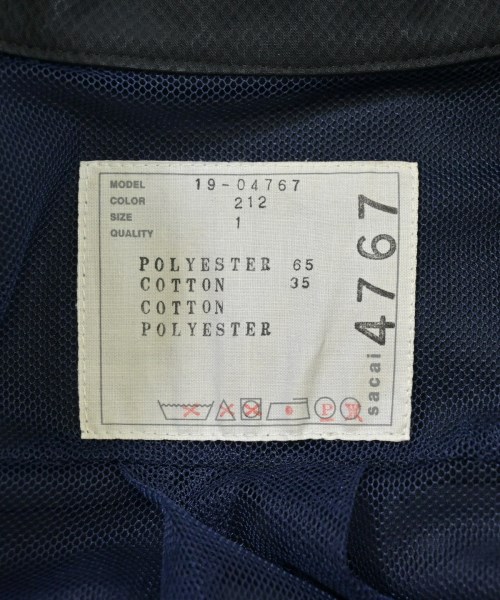 MODEL 19-04767
COLOR 212
SIZE 1
QUALITY
POLYESTER 65
COTTON 35
COTTON
POLYESTER
P W
sacai 4767